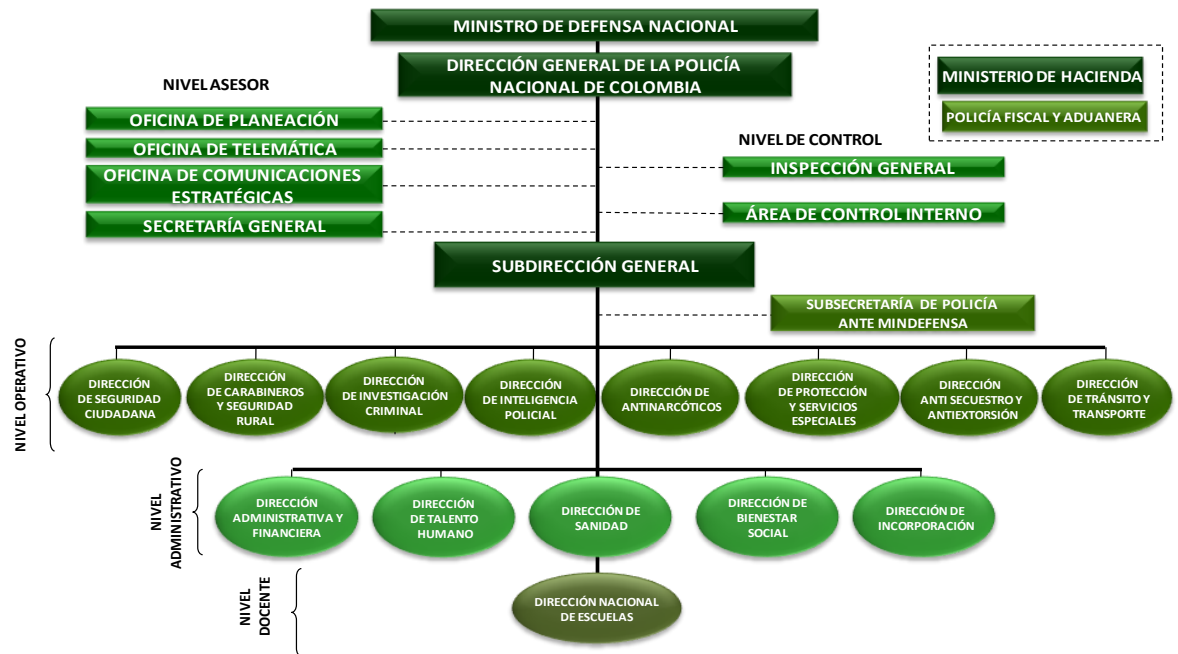 MINISTRO DE DEFENSA NACIONAL
DIRECCIÓN GENERAL DE LA POLICÍA
NACIONAL DE COLOMBIA
MINISTERIO DE HACIENDA
POLICÍA FISCAL Y ADUANERA
NIVEL ASESOR
OFICINA DE PLANEACIÓN
OFICINA DE TELEMÁTICA
OFICINA DE COMUNICACIONES
ESTRATÉGICAS
SECRETARÍA GENERAL
NIVEL DE CONTROL
INSPECCIÓN GENERAL
ÁREA DE CONTROL INTERNO
SUBDIRECCIÓN GENERAL
SUBSECRETARÍA DE POLICÍA
ANTE MINDEFENSA
NIVEL OPERATIVO
DIRECCIÓN
DE SEGURIDAD
CIUDADANA
DIRECCIÓN
DE CARABINEROS
Y SEGURIDAD
RURAL
DIRECCIÓN
DE INVESTIGACIÓN
CRIMINAL
DIRECCIÓN
DE INTELIGENCIA
POLICIAL
DIRECCIÓN DE
ANTINARCÓTICOS
DIRECCIÓN
DE PROTECCIÓN
Y SERVICIOS
ESPECIALES
DIRECCIÓN
ANTI SECUESTRO Y
ANTIEXTORSIÓN
DIRECCIÓN
DE TRÁNSITO Y
TRANSPORTE
NIVEL
ADMINISTRATIVO
DIRECCIÓN
ADMINISTRATIVA Y
FINANCIERA
DIRECCIÓN
DE TALENTO
HUMANO
DIRECCIÓN DE
SANIDAD
DIRECCIÓN DE
BIENESTAR
SOCIAL
DIRECCIÓN DE
INCORPORACIÓN
NIVEL
DOCENTE
DIRECCIÓN NACIONAL
DE ESCUELAS